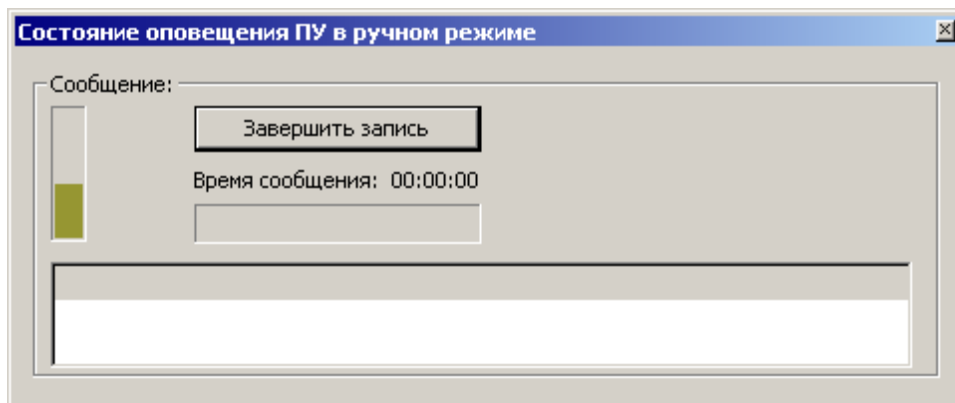 Состояние оповещения ПУ в ручном режиме
Сообщение:
Завершить запись
Время сообщения: 00:00:00